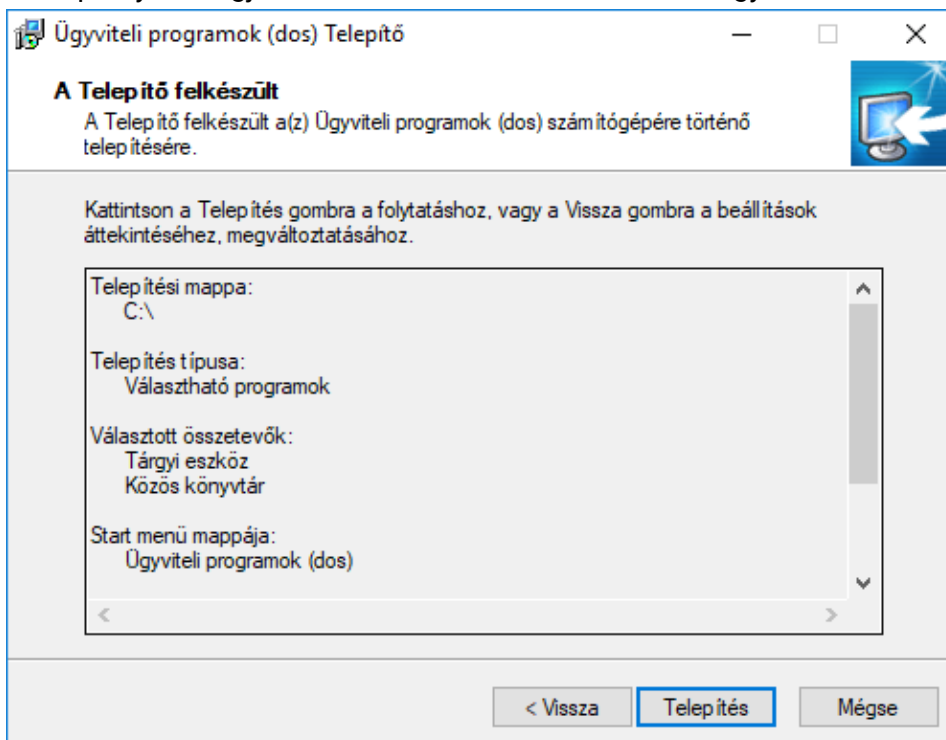 Ügyviteli programok (dos) Telepítő
A Telepítő felkészült
A Telepítő felkészült a(z) Ügyviteli programok (dos) számítógépére történő
telepítésére.
Kattintson a Telepítés gombra a folytatáshoz, vagy a Vissza gombra a beállítások
áttekintéséhez, megváltoztatásához.
Telepítési mappa:
C:\
Telepítés típusa:
Választható programok
Választott összetevők:
Tárgyi eszköz
Közös könyvtár
Start menü mappája:
Ügyviteli programok (dos)
< Vissza
Telepítés
Mégse